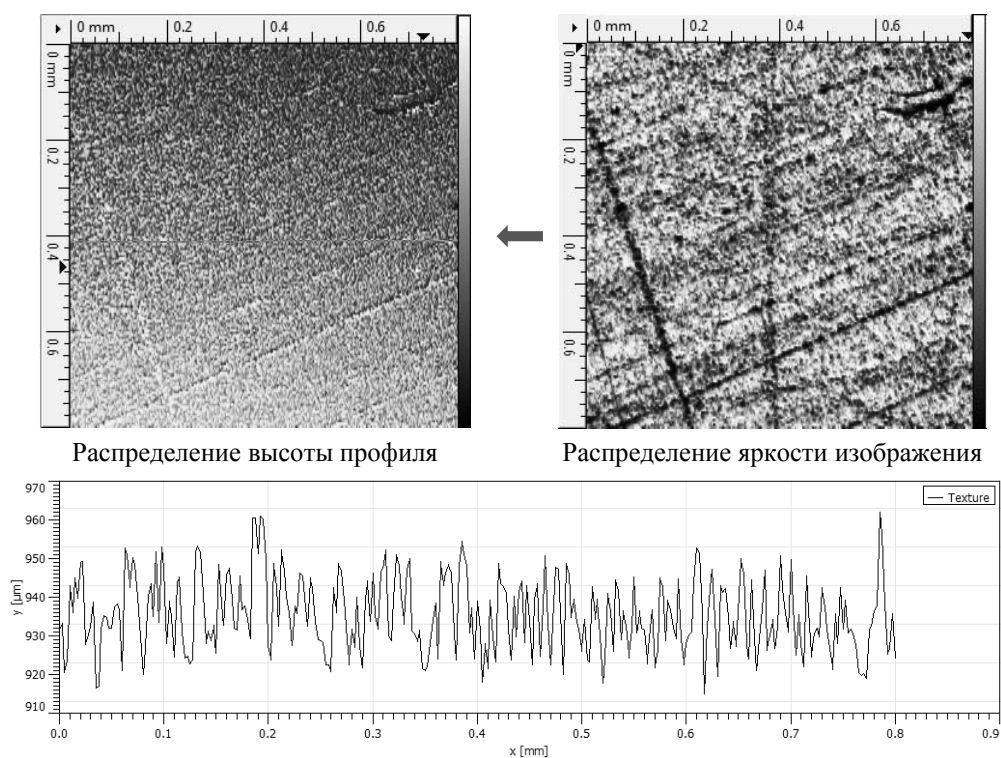 0 mm 0.2 0.4 0.6
0 mm 0.2 0.4 0.6
0 mm 0.2 0.4 0.6
0 mm 0.2 0.4 0.6
Распределение высоты профиля
Распределение яркости изображения
Texture
y [µm]
970
960
950
940
930
920
910
0.0 0.1 0.2 0.3 0.4 0.5 0.6 0.7 0.8 0.9
x [mm]